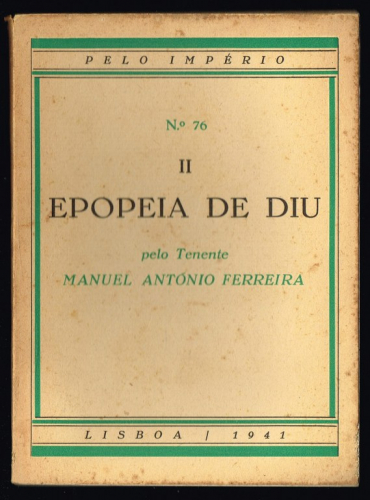 PELO IMPÉRIO
N.º 76
II
EPOPEIA DE DIU
pelo Tenente
MANUEL ANTÓNIO FERREIRA
LISBOA / 1941